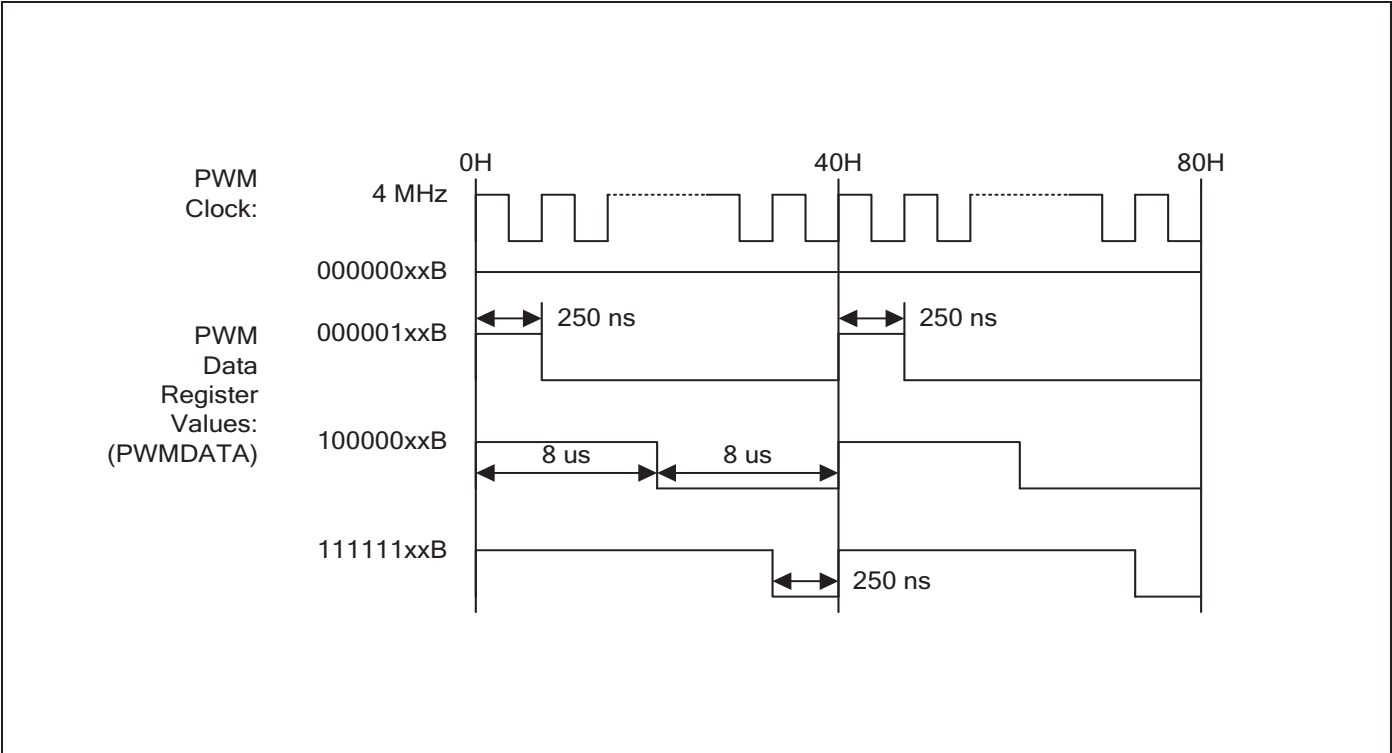 0H 40H 80H
PWM
Clock:
4 MHz
000000xxB
250 ns 250 ns
000001xxB
PWM
Data
Register
Values:
(PWMDATA)
100000xxB
8 us 8 us
111111xxB
250 ns